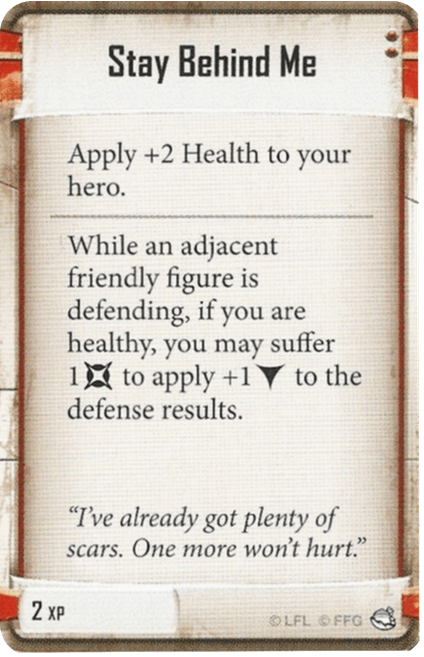 Stay Behind Me
Apply +2 Health to your
hero.
While an adjacent
friendly figure is
defending, if you are
healthy, you may suffer
1 to apply +1 to the
defense results.
“I’ve already got plenty of
scars. One more won’t hurt.”
2 XP
©LFL ©FFG